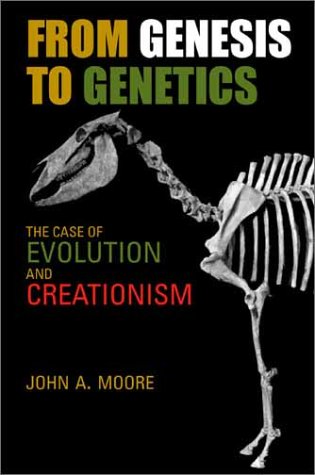 FROM GENESIS
TO GENETICS
THE CASE OF
EVOLUTION
AND
CREATIONISM
JOHN A. MOORE